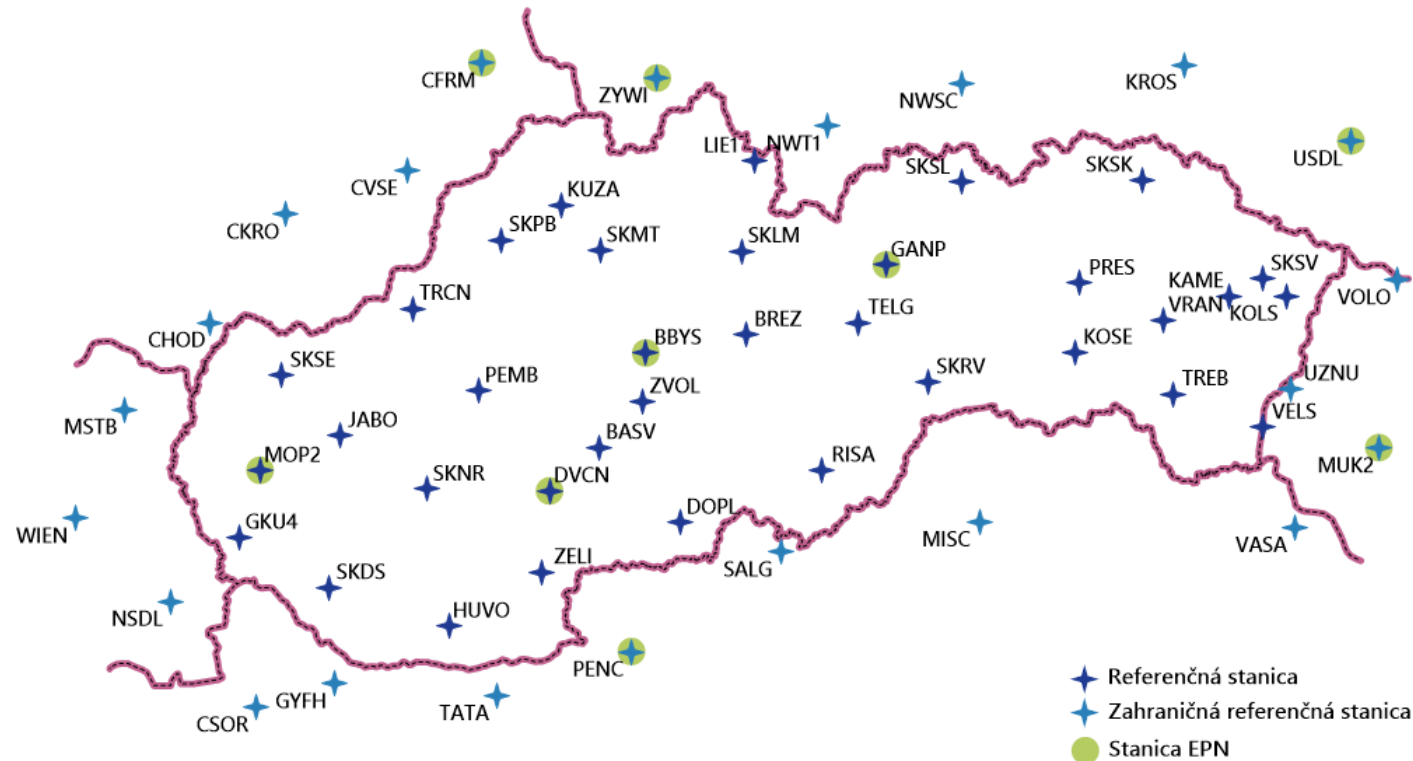 CFRM
ZYWI
NWSC
KROS
LIE1
NWT1
USDL
CVSE
SKSL
SKSK
KUZA
CKRO
SKPB
SKMT
SKLM
GANP
PRES
KAME
SKSV
VOLO
TRCN
VRAN
KOLS
CHOD
BREZ
TELG
BBYS
KOSE
SKSE
PEMB
ZVOL
SKRV
TREB
UZNU
MSTB
JABO
VELS
BASV
MOP2
RISA
MUK2
SKNR
DVCN
WIEN
GKU4
DOPL
MISC
VASA
SKDS
ZELI
SALG
NSDL
HUVO
PENC
GYFH
CSOR
TATA
Referenčná stanica
Zahraničná referenčná stanica
Stanica EPN